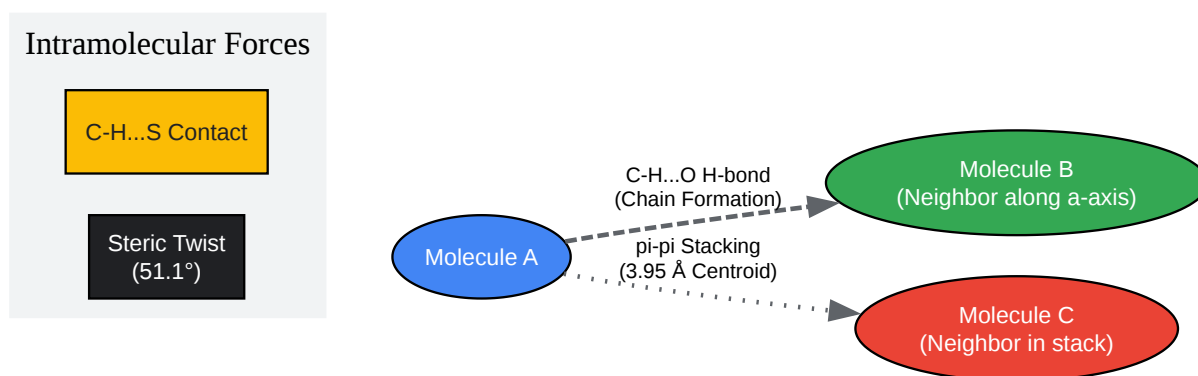 Intramolecular Forces
C-H...S Contact
Steric Twist
(51.1°)
Molecule A
C-H...O H-bond
(Chain Formation)
pi-pi Stacking
(3.95 Å Centroid)
Molecule B
(Neighbor along a-axis)
Molecule C
(Neighbor in stack)